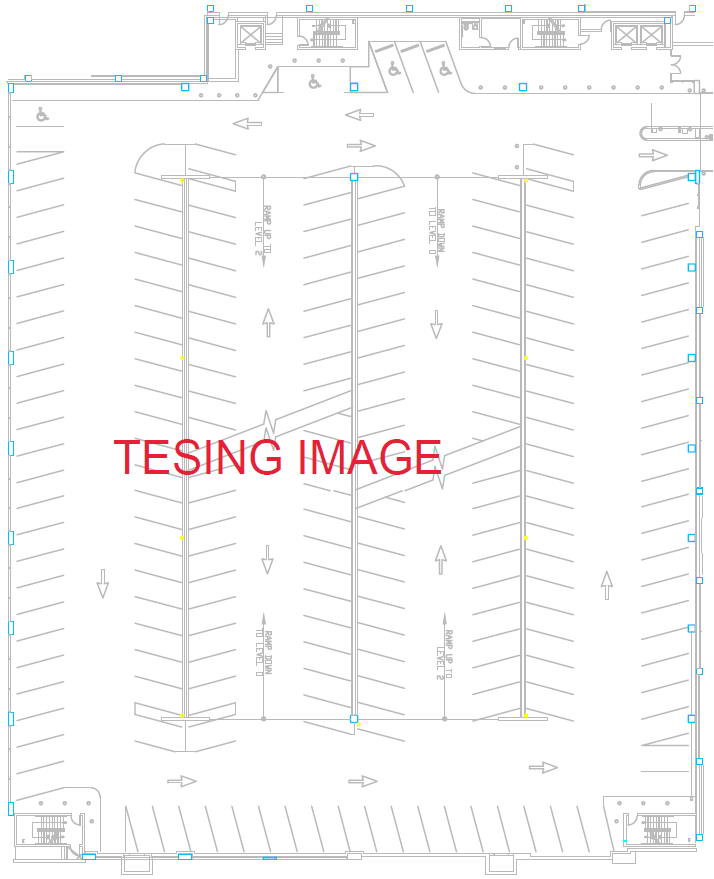 RAMP UP TO
LEVEL 2
RAMP DOWN
TO LEVEL 0
TESING IMAGE
RAMP DOWN
TO LEVEL 0
RAMP UP TO
LEVEL 2